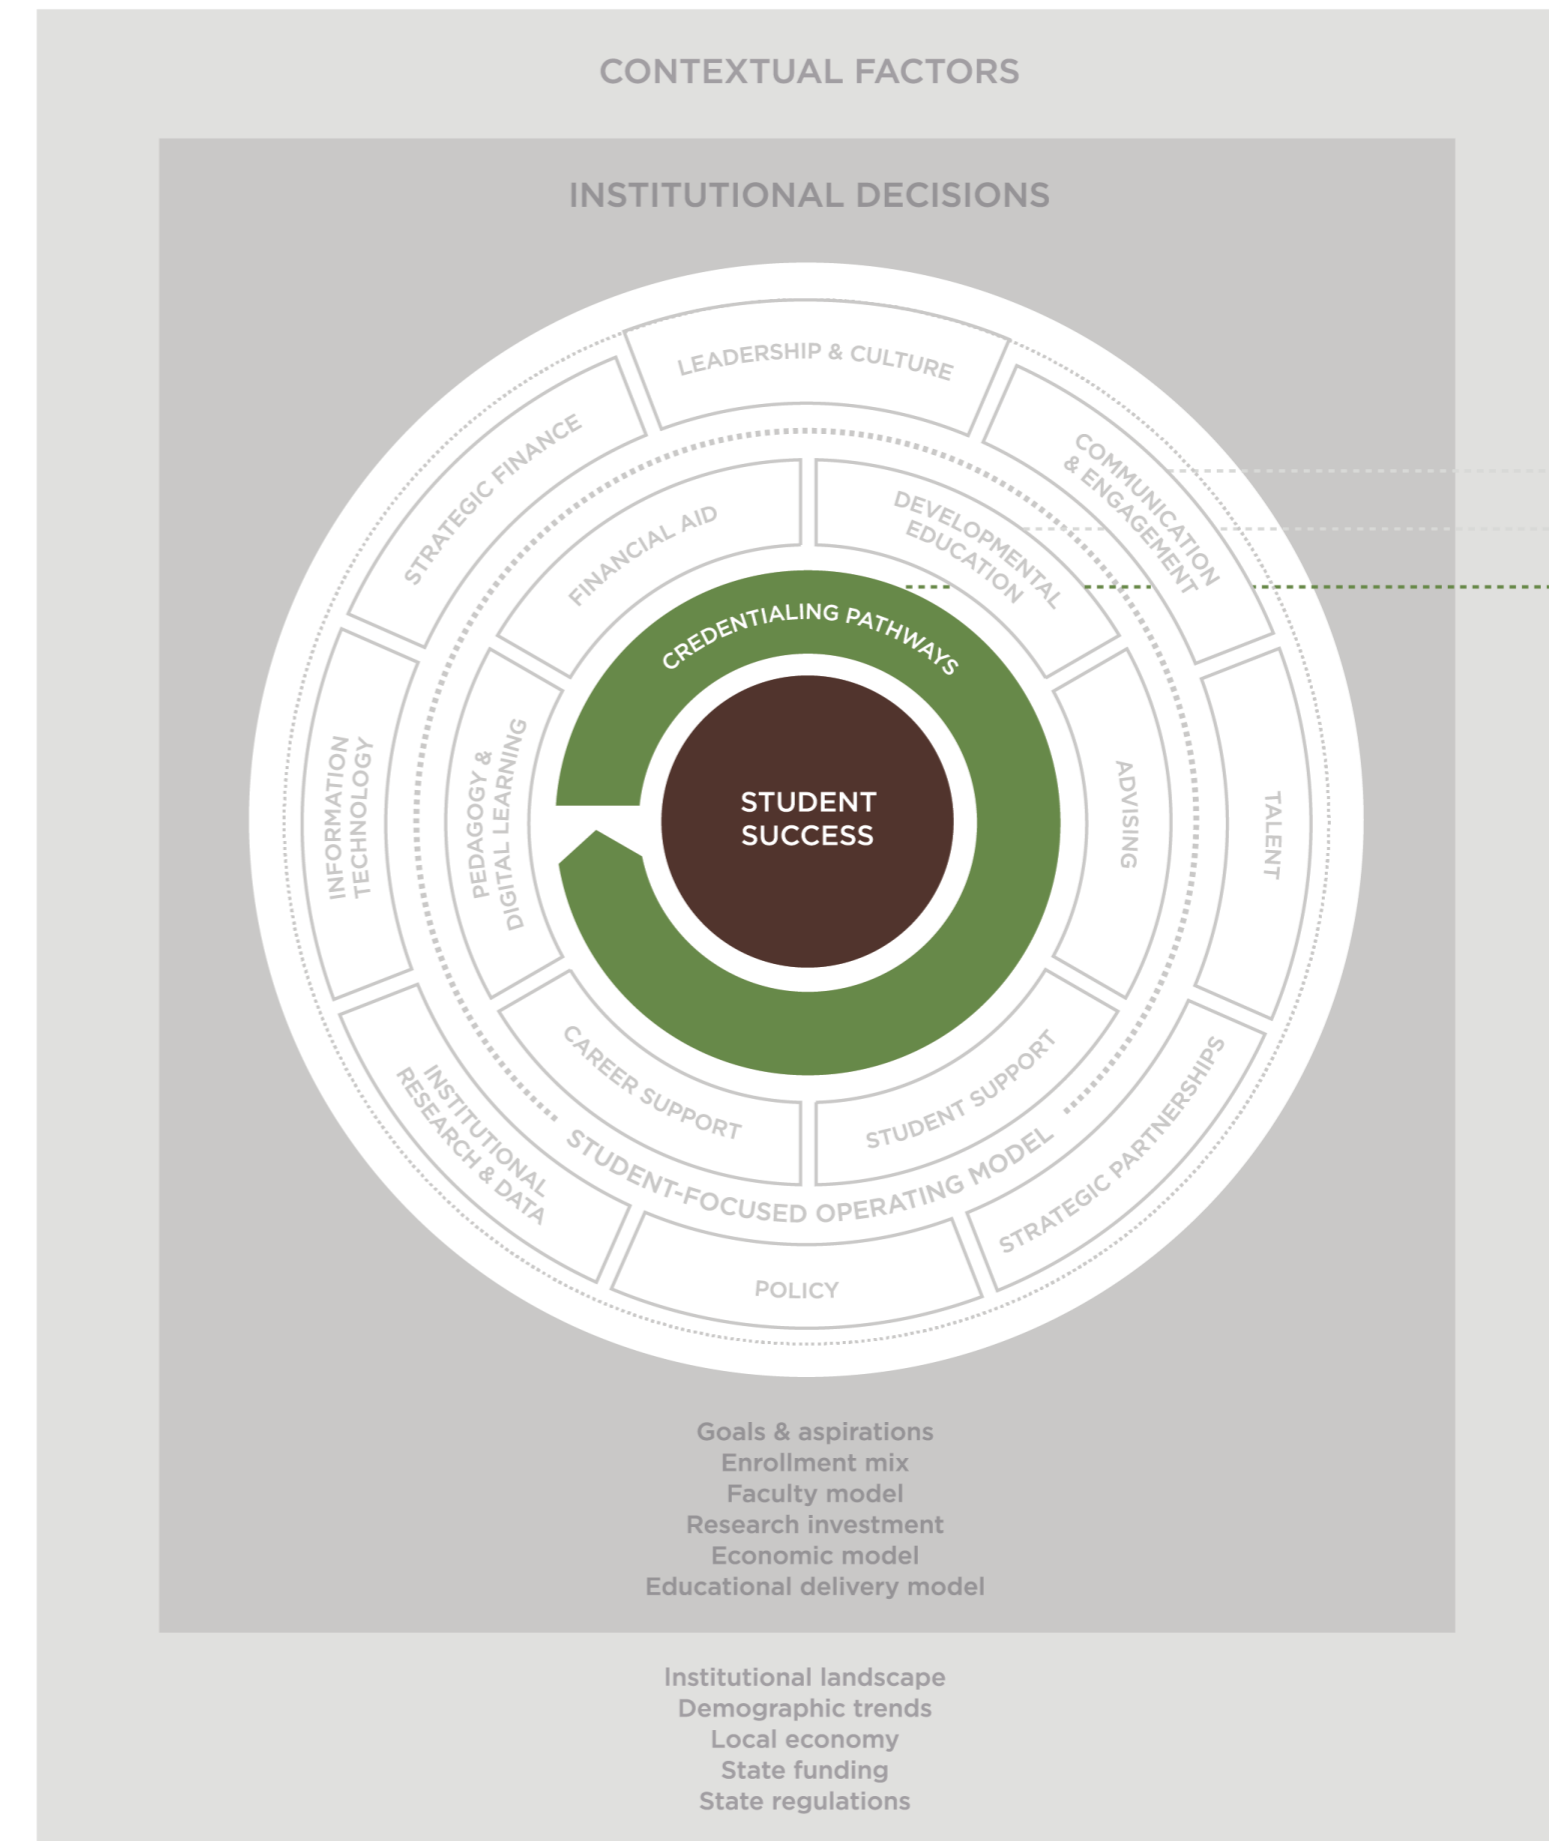 CONTEXTUAL FACTORS
INSTITUTIONAL DECISIONS
LEADERSHIP & CULTURE
STRATEGIC FINANCE
COMMUNICATION
& ENGAGEMENT
FINANCIAL AID
DEVELOPMENTAL
EDUCATION
CREDENTIALING PATHWAYS
INFORMATION
TECHNOLOGY
PEDAGOGY &
DIGITAL LEARNING
STUDENT
SUCCESS
ADVISING
TALENT
CAREER SUPPORT
STUDENT SUPPORT
INSTITUTIONAL
RESEARCH & DATA
STUDENT-FOCUSED OPERATING MODEL
STRATEGIC PARTNERSHIPS
POLICY
Goals & aspirations
Enrollment mix
Faculty model
Research investment
Economic model
Educational delivery model
Institutional landscape
Demographic trends
Local economy
State funding
State regulations